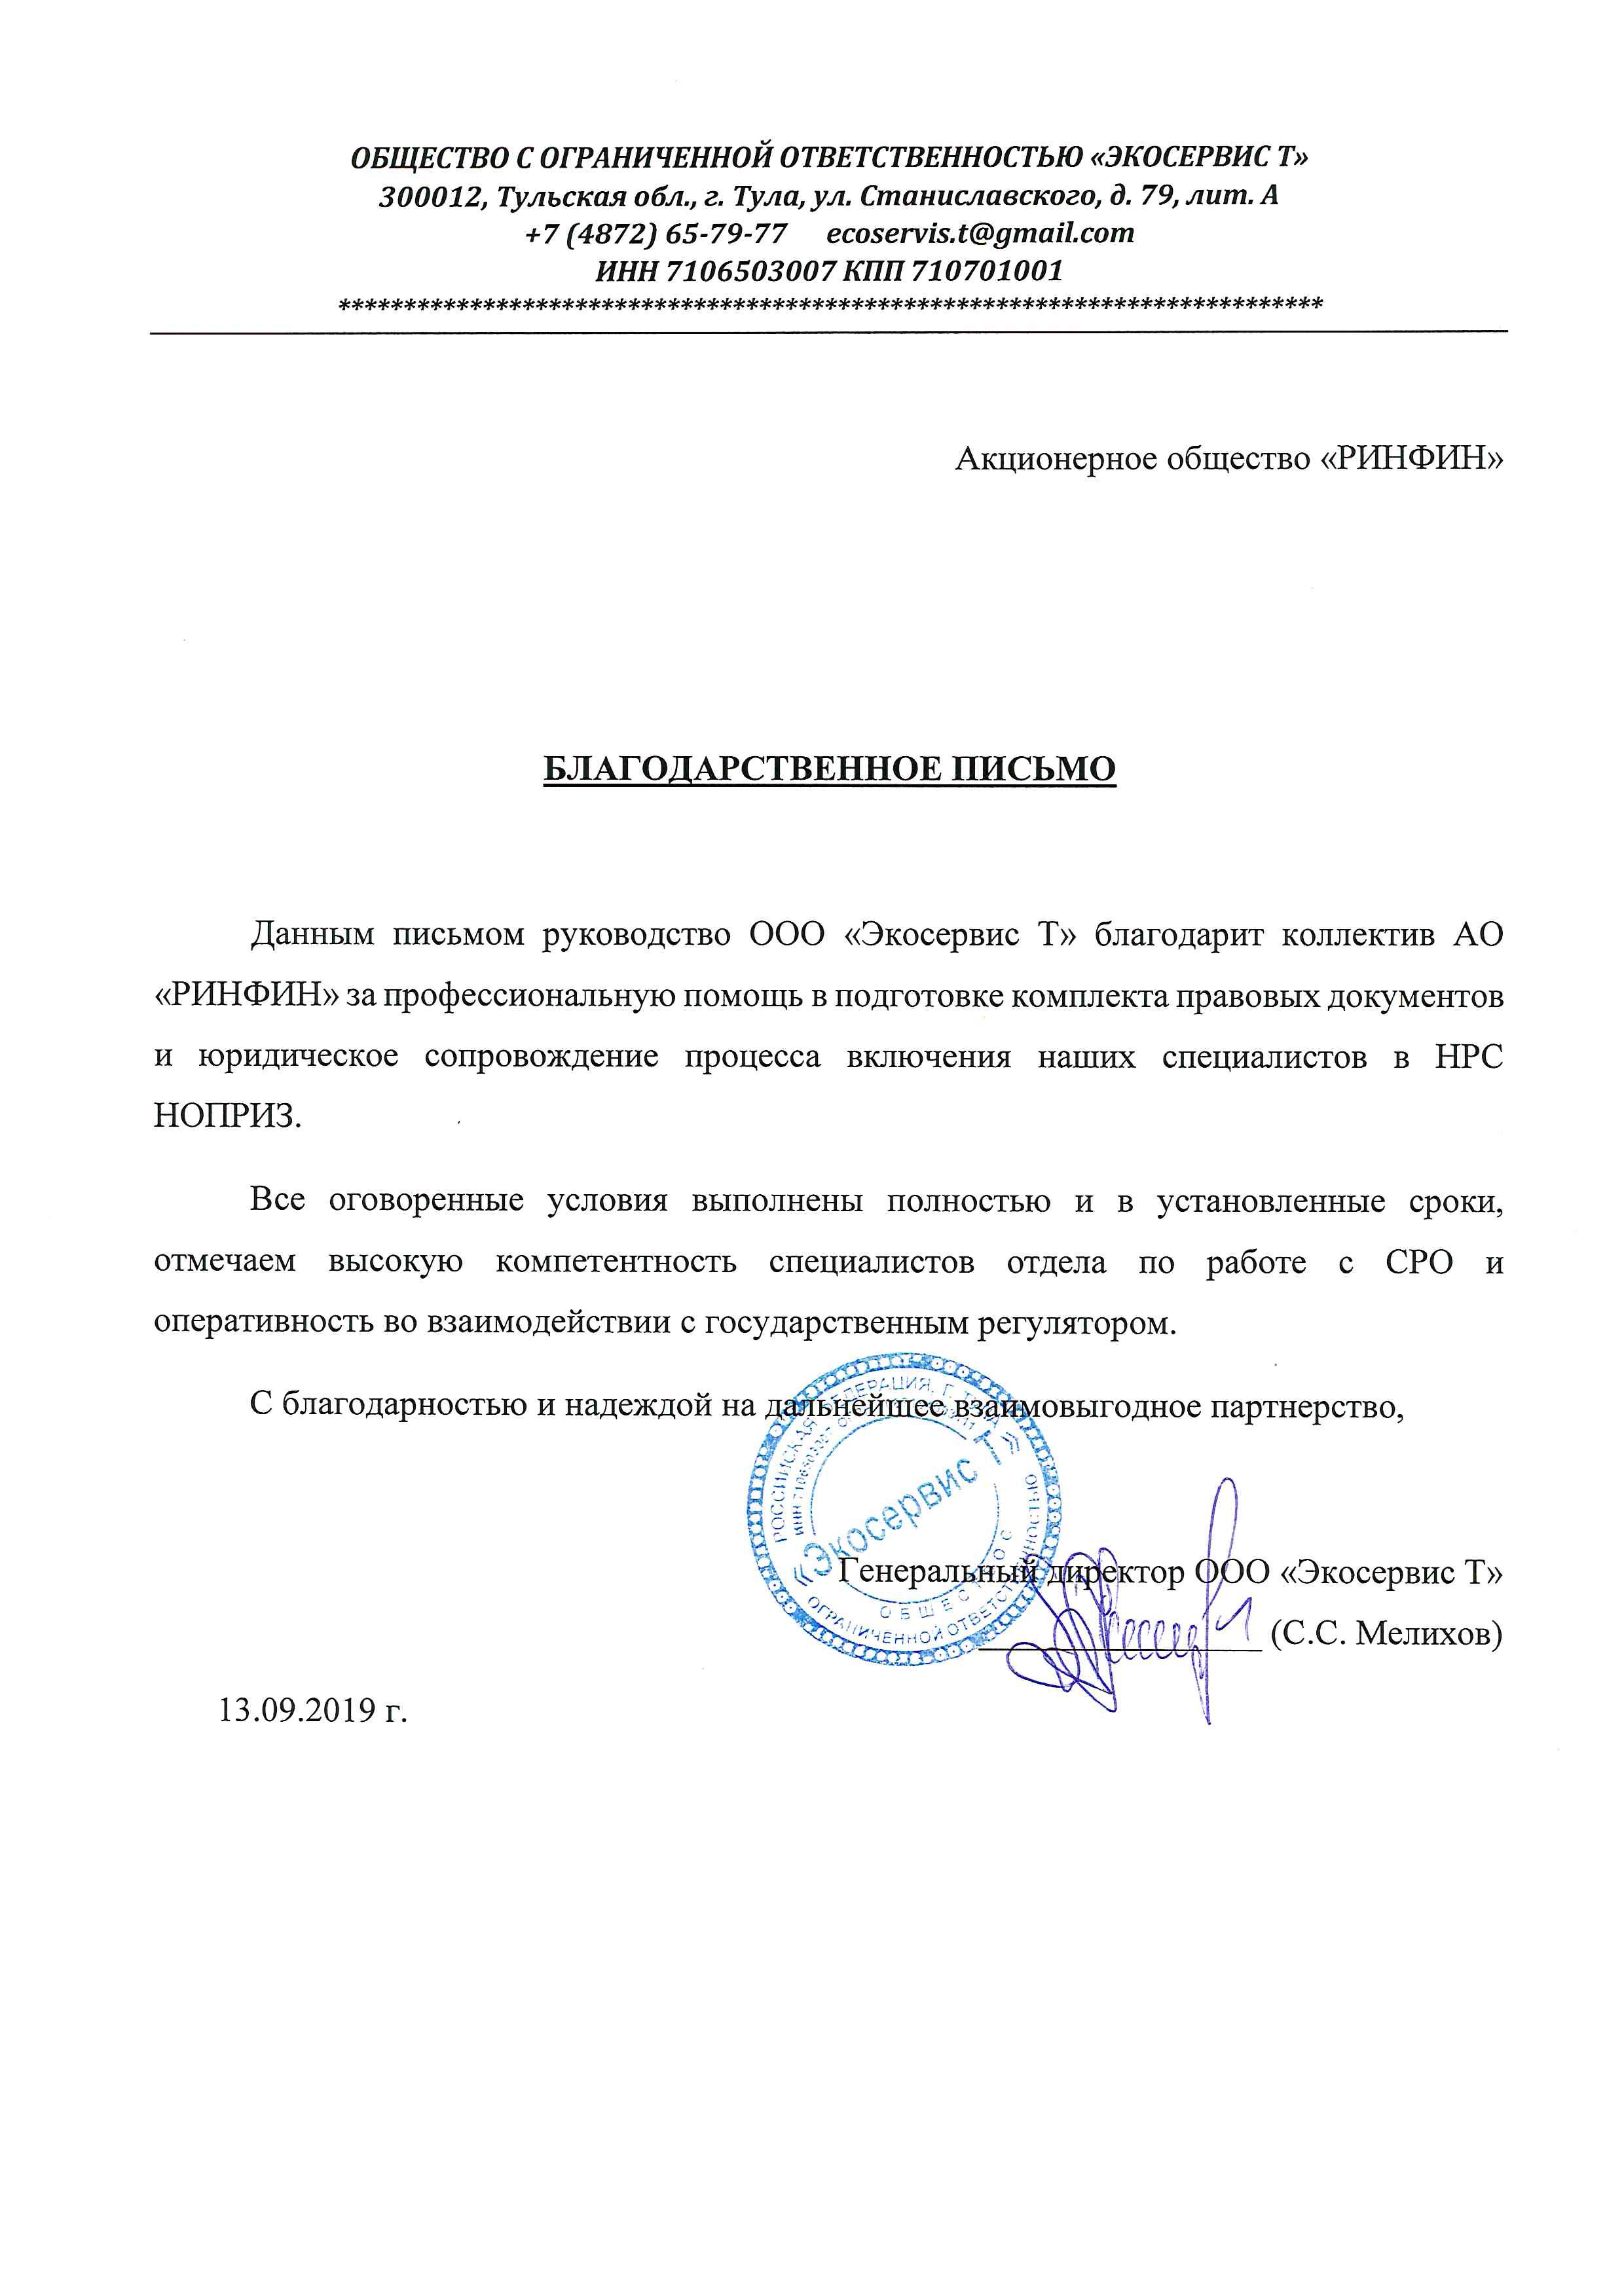 ОБЩЕСТВО С ОГРАНИЧЕННОЙ ОТВЕТСТВЕННОСТЬЮ «ЭКОСЕРВИС Т»
300012, Тульская обл., г. Тула, ул. Станиславского, д. 79, лит. А
+7 (4872) 65-79-77 ecoservis.t@gmail.com
ИНН 7106503007 КПП 710701001
***************************************************************************
Акционерное общество «РИНФИН»
БЛАГОДАРСТВЕННОЕ ПИСЬМО
Данным письмом руководство ООО «Экосервис Т» благодарит коллектив АО
«РИНФИН» за профессиональную помощь в подготовке комплекта правовых документов
и юридическое сопровождение процесса включения наших специалистов в НРС
НОПРИЗ.
Все оговоренные условия выполнены полностью и в установленные сроки,
отмечаем высокую компетентность специалистов отдела по работе с СРО и
оперативность во взаимодействии с государственным регулятором.
С благодарностью и надеждой на дальнейшее взаимовыгодное партнерство,
РОССИЙСКАЯ ФЕДЕРАЦИЯ, Г. ТУЛА
«Экосервис Т»
ОБЩЕСТВО С
ОГРАНИЧЕННОЙ ОТВЕТСТВЕННОСТЬЮ
Генеральный директор ООО «Экосервис Т»
(С.С. Мелихов)
13.09.2019 г.